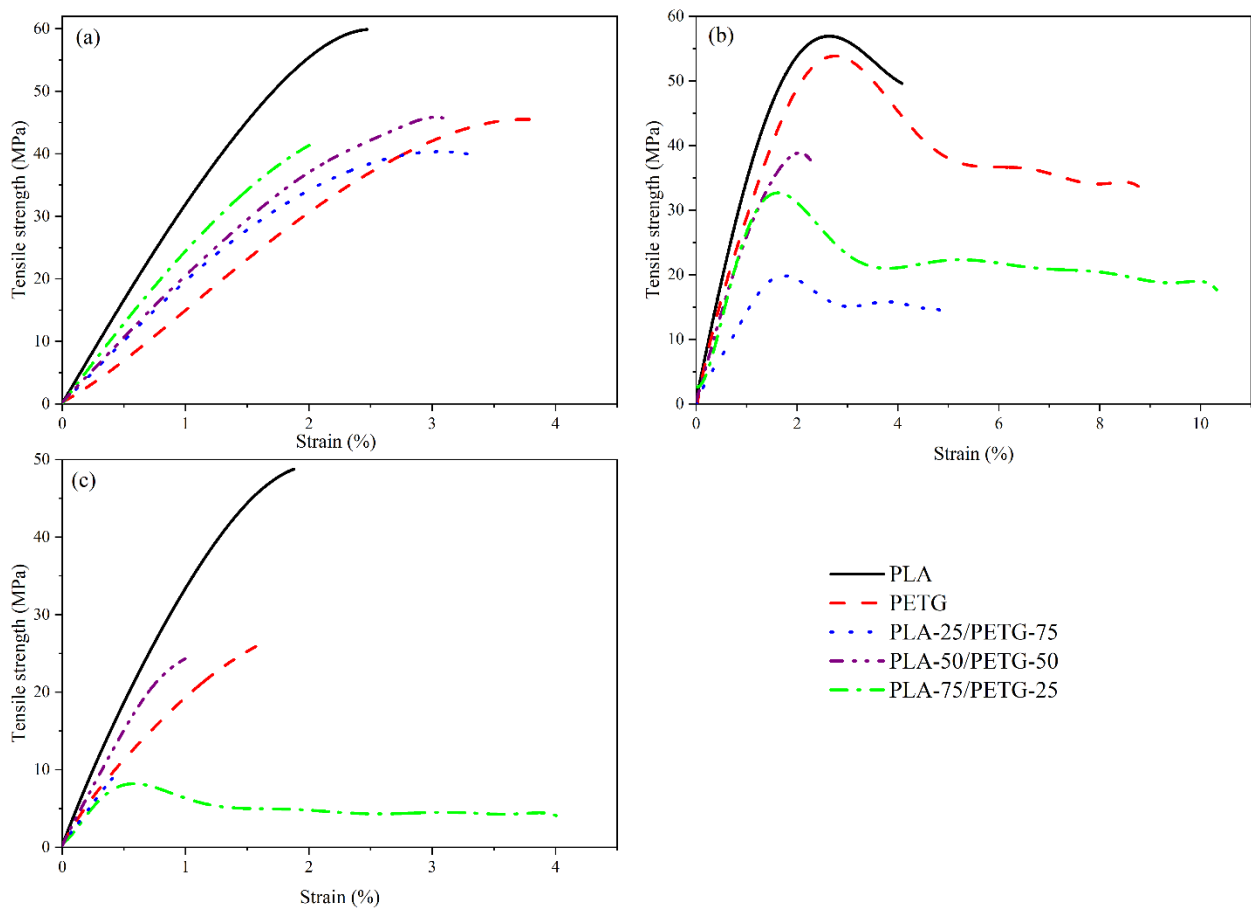 (a)
Tensile strength (MPa)
60
50
40
30
20
10
0
0 1 2 3 4
Strain (%)
(b)
Tensile strength (MPa)
60
50
40
30
20
10
0
0 2 4 6 8 10
Strain (%)
(c)
Tensile strength (MPa)
50
40
30
20
10
0
0 1 2 3 4
Strain (%)
PLA
PETG
PLA-25/PETG-75
PLA-50/PETG-50
PLA-75/PETG-25